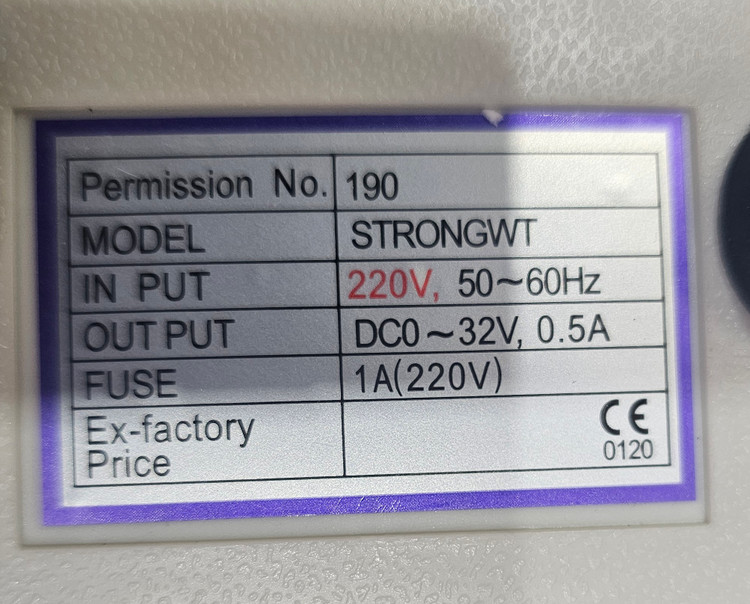 Permission No. 190
MODEL STRONGWT
IN PUT 220V, 50~60Hz
OUT PUT DC0~32V, 0.5A
FUSE 1A(220V)
Ex-factory
Price
CE
0120